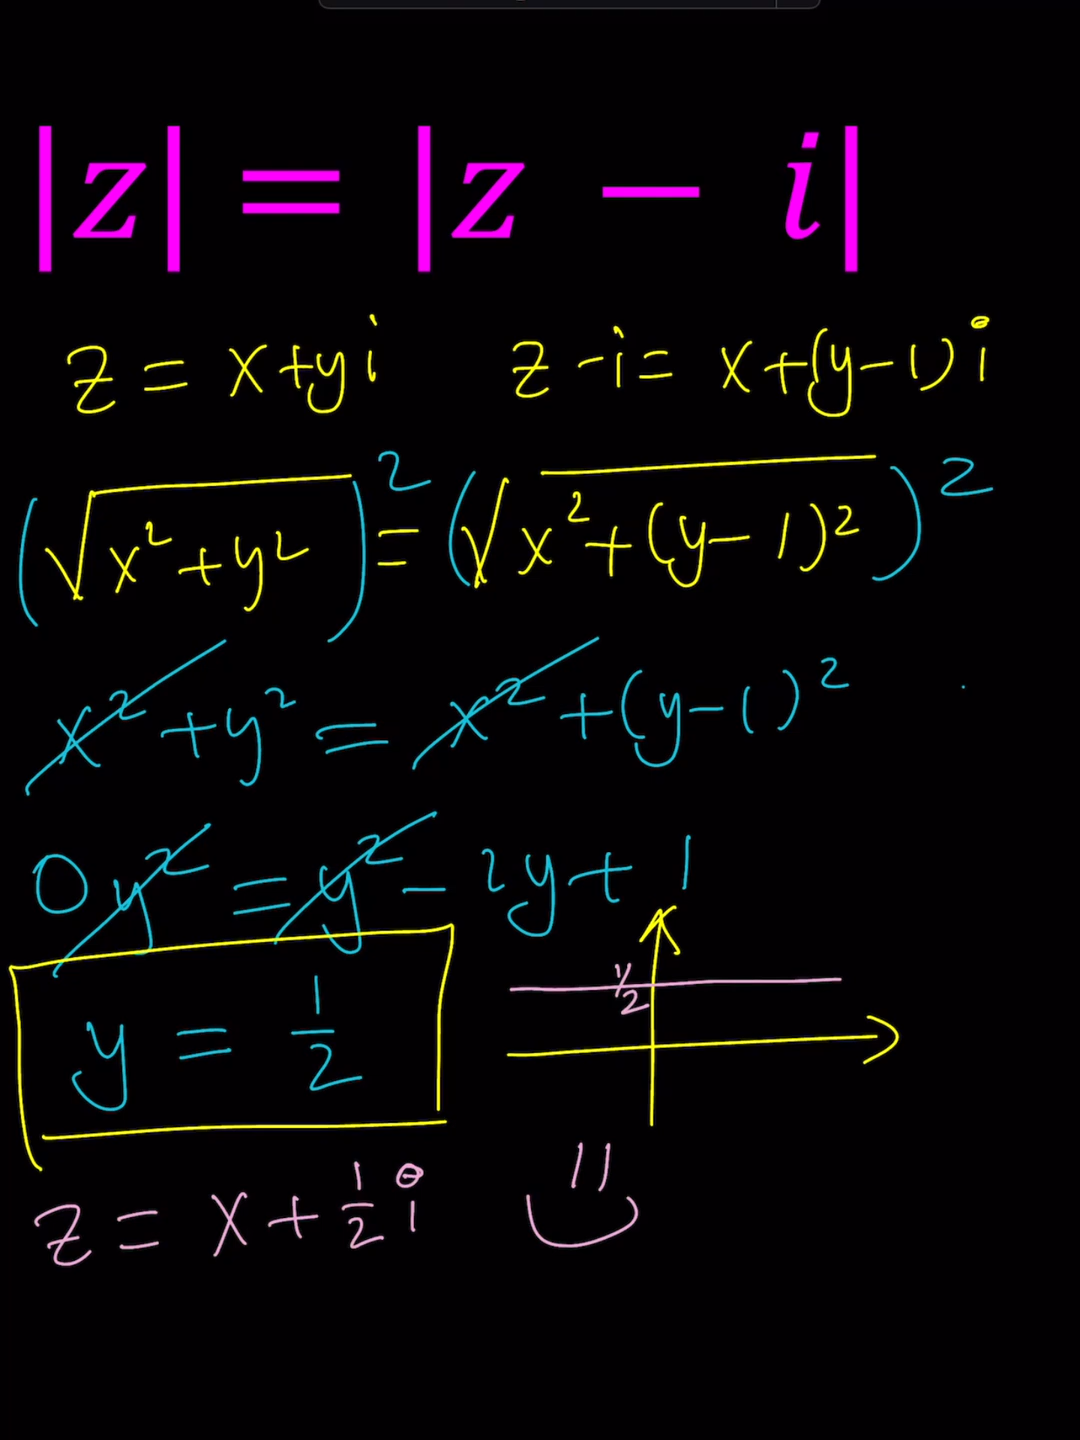 |z| = |z − i|
z = x+yi   z-i = x+(y-1)i
(√(x²+y²))² = (√(x²+(y-1)²))²
x²+y² = x²+(y-1)²
0 y² = y² - 2y + 1
y = 1/2
1/2
z = x + 1/2 i